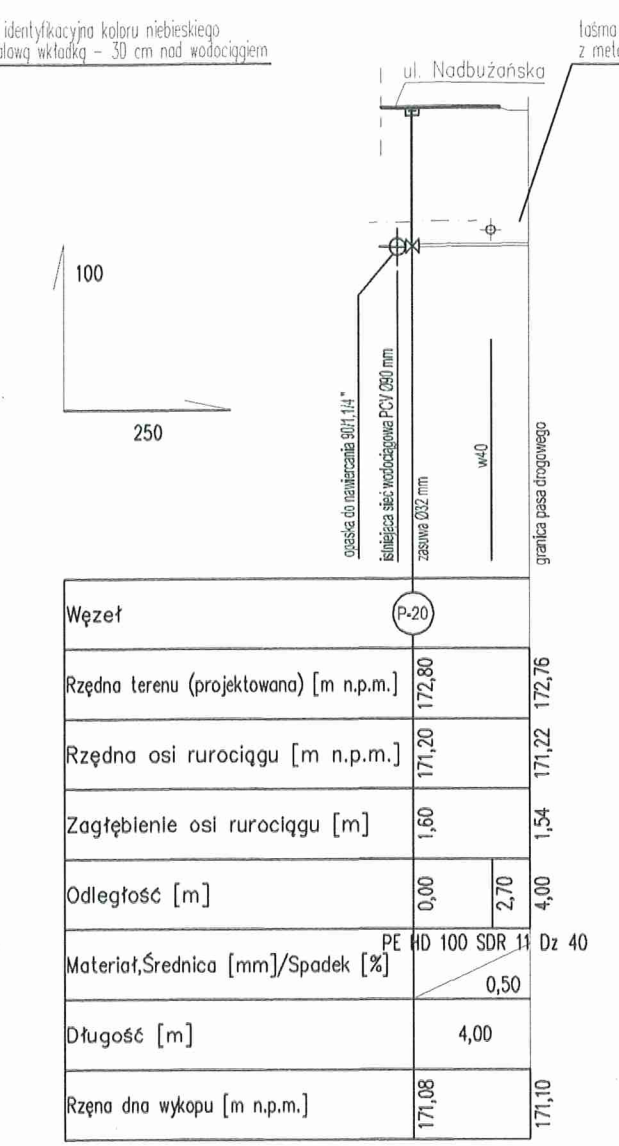 identyfikacyjna koloru niebieskiego
wkładką – 30 cm nad wodociągiem
taśma
z
ul. Nadbużańska
100
250
opaska do nawiercania 90/1,1/4"
istniejaca sieć wodociągowa PCV Ø90 mm
zasuwa Ø32 mm
w40
granica pasa drogowego
Węzeł P-20
Rzędna terenu (projektowana) [m n.p.m.] 172,80 172,76
Rzędna osi rurociągu [m n.p.m.] 171,20 171,22
Zagłębienie osi rurociągu [m] 1,60 1,54
Odległość [m] 0,00 2,70 4,00
PE HD 100 SDR 11 Dz 40
Materiał,Średnica [mm]/Spadek [%] 0,50
Długość [m] 4,00
Rzęna dna wykopu [m n.p.m.] 171,08 171,10